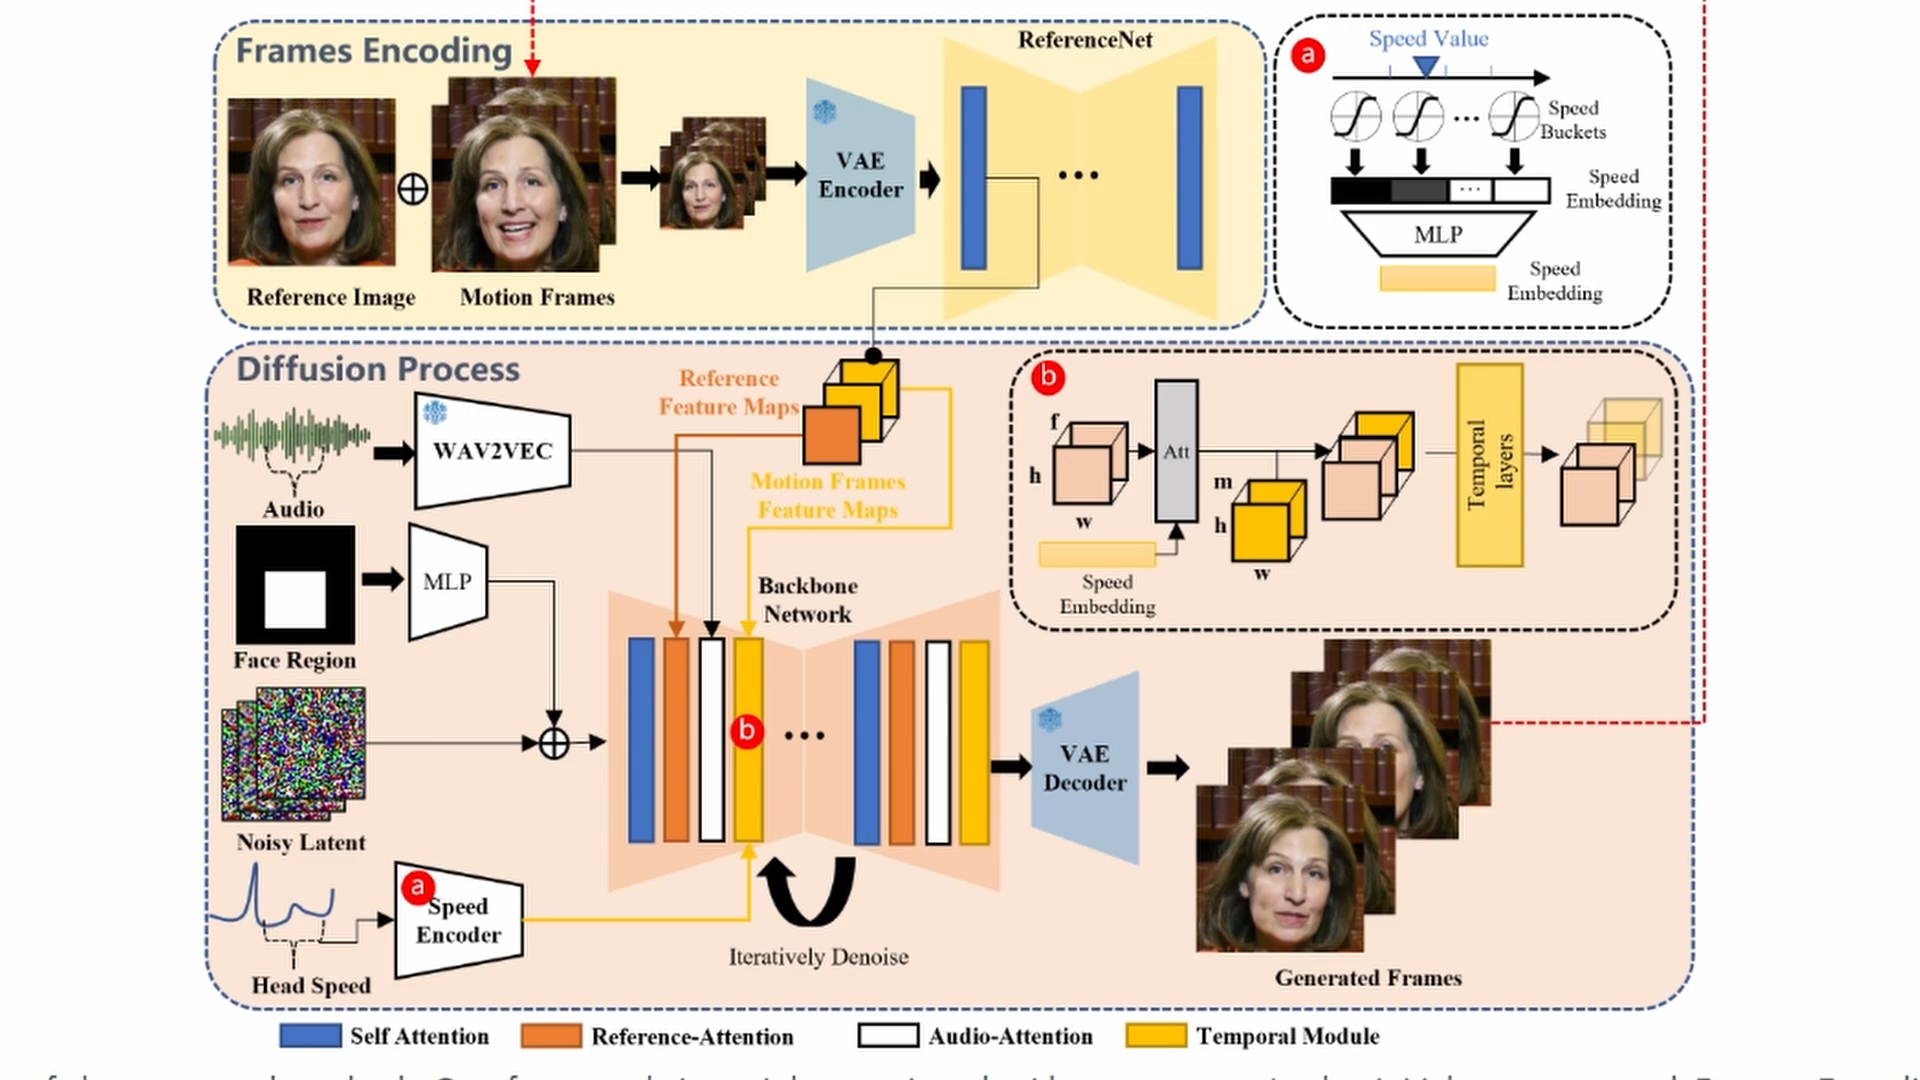 Frames Encoding
ReferenceNet
VAE
Encoder
Reference Image
Motion Frames
a
Speed Value
Speed
Buckets
...
Speed
Embedding
...
MLP
Speed
Embedding
Diffusion Process
Reference
Feature Maps
WAV2VEC
Audio
Motion Frames
Feature Maps
MLP
Face Region
Backbone
Network
b
Noisy Latent
a
Speed
Encoder
Head Speed
Iteratively Denoise
b
f
h
w
Att
Speed
Embedding
m
h
w
Temporal
layers
VAE
Decoder
Generated Frames
Self Attention
Reference-Attention
Audio-Attention
Temporal Module